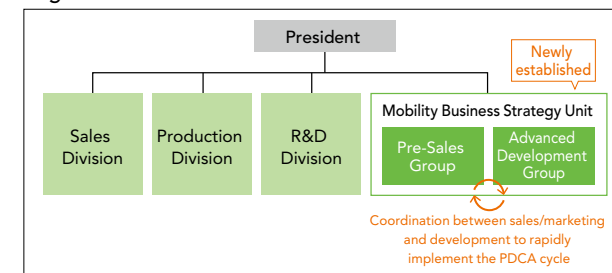 President
Newly
established
Sales
Division
Production
Division
R&D
Division
Mobility Business Strategy Unit
Pre-Sales
Group
Advanced
Development
Group
Coordination between sales/marketing
and development to rapidly
implement the PDCA cycle